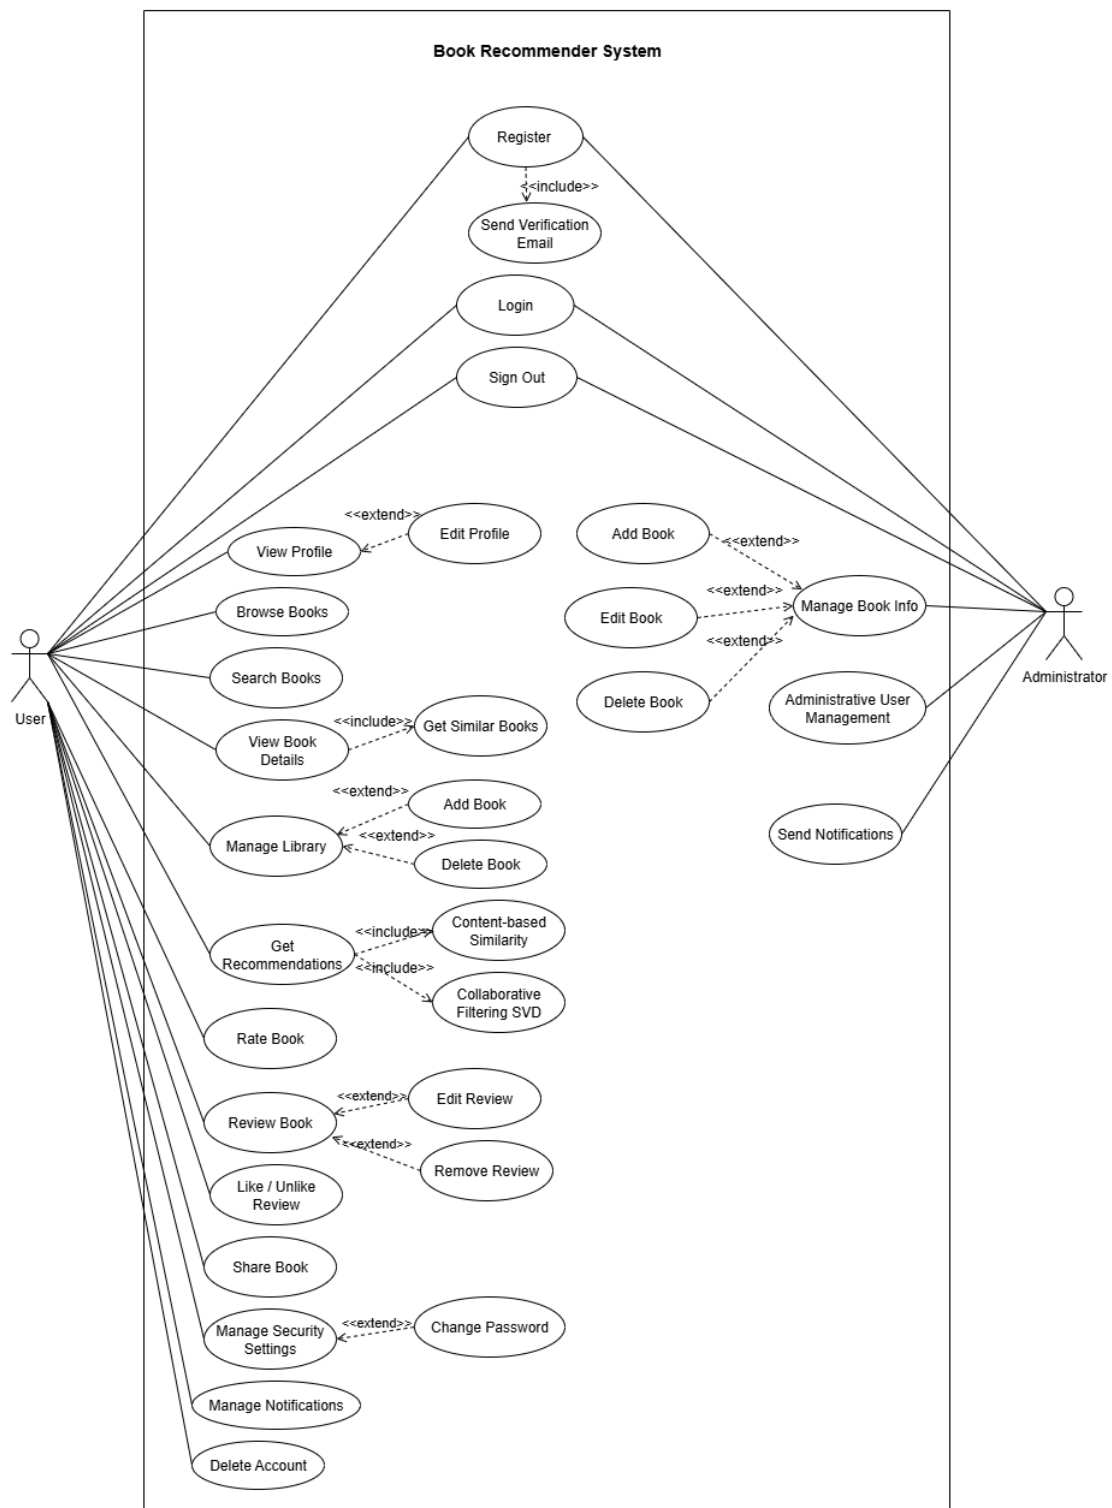 Book Recommender System
Register
<<include>>
Send Verification
Email
Login
Sign Out
<<extend>>
Edit Profile
View Profile
Add Book
<<extend>>
Browse Books
Edit Book
<<extend>>
Manage Book Info
<<extend>>
Search Books
Delete Book
Administrative User
Management
Administrator
User
View Book
Details
<<include>>
Get Similar Books
<<extend>>
Add Book
Manage Library
<<extend>>
Delete Book
Send Notifications
Get
Recommendations
<<include>>
Content-based
Similarity
<<include>>
Collaborative
Filtering SVD
Rate Book
Review Book
<<extend>>
Edit Review
<<extend>>
Remove Review
Like / Unlike
Review
Share Book
Manage Security
Settings
<<extend>>
Change Password
Manage Notifications
Delete Account